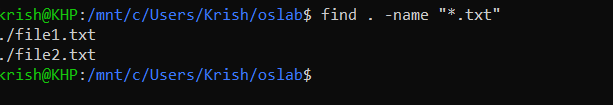 krish@KHP:/mnt/c/Users/Krish/oslab$ find . -name "*.txt"
./file1.txt
./file2.txt
krish@KHP:/mnt/c/Users/Krish/oslab$